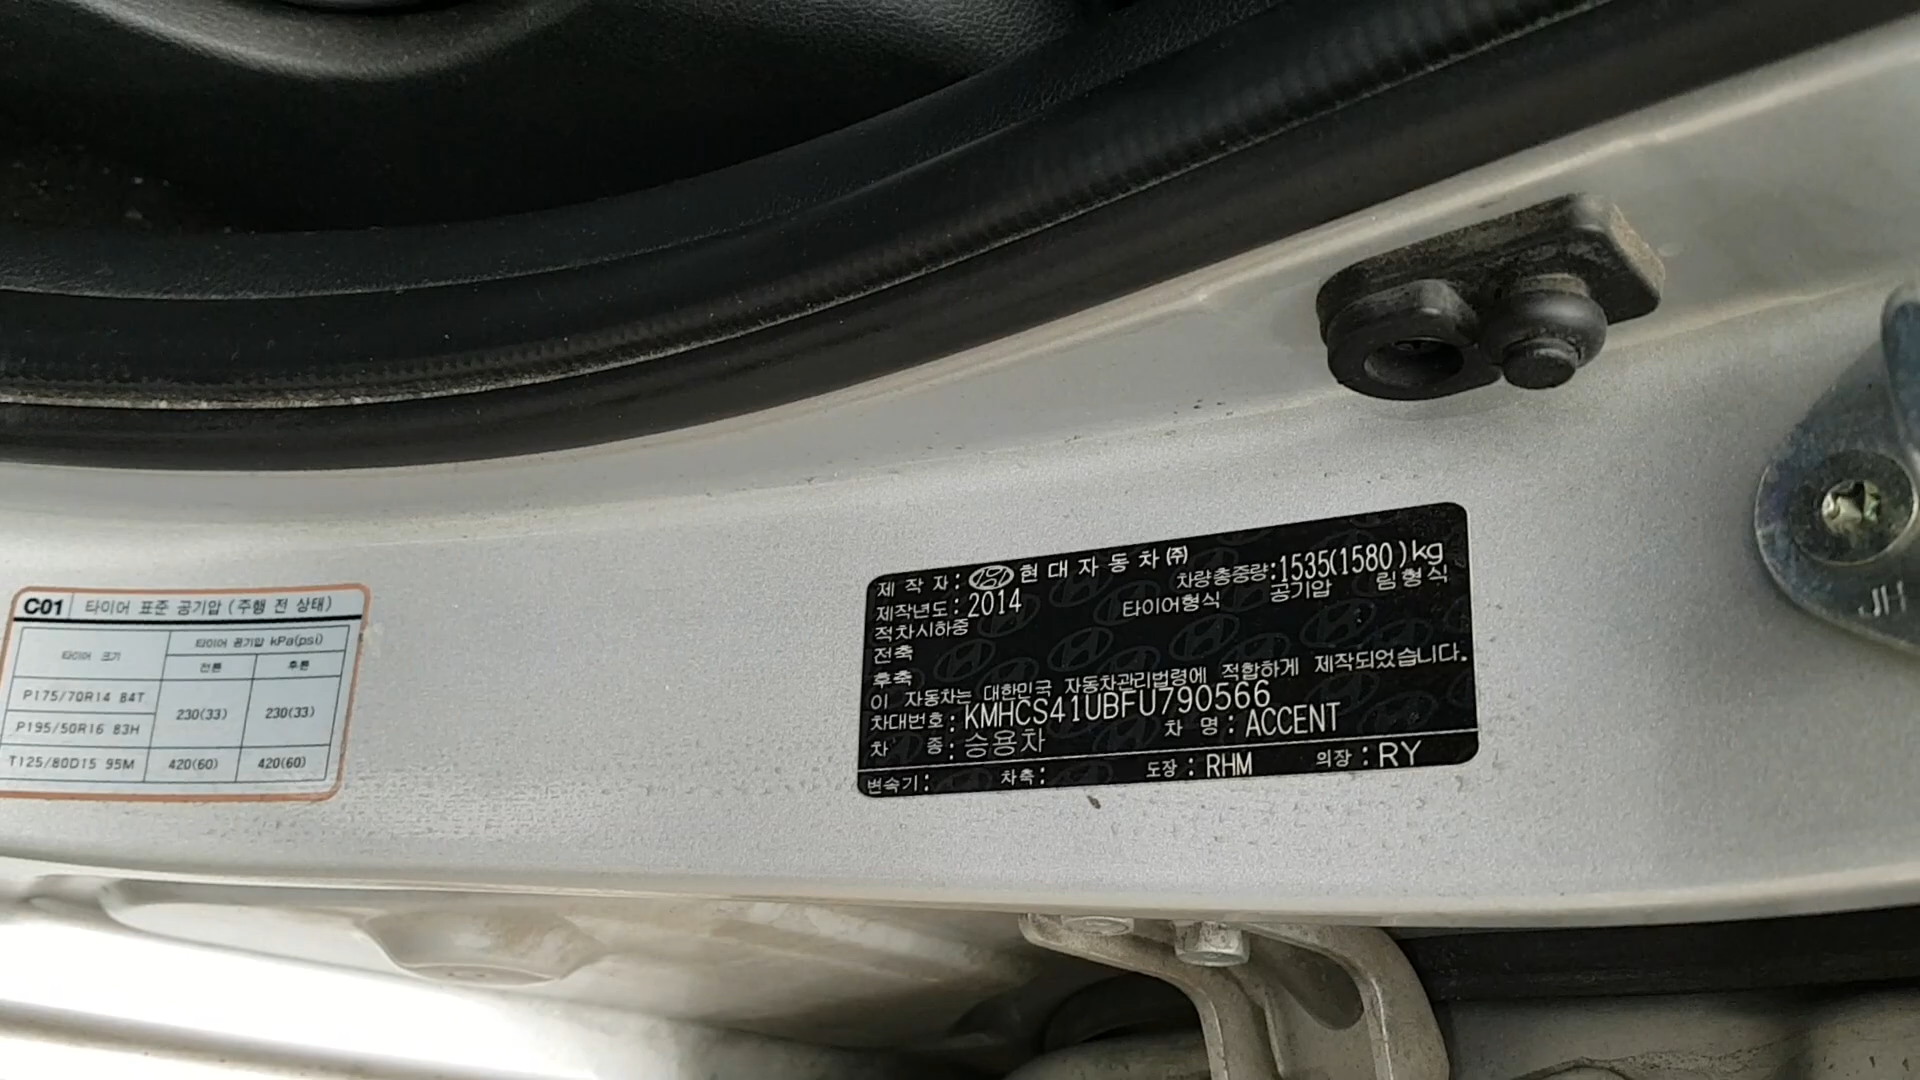 C01 타이어 표준 공기압 (주행 전 상태)
타이어 크기
타이어 공기압 kPa(psi)
전륜 후륜
P175/70R14 84T
P195/50R16 83H
230(33) 230(33)
T125/80D15 95M 420(60) 420(60)
제 작 자: 현 대 자 동 차 ㈜
제작년도: 2014 차량총중량:1535(1580)kg
적차시하중 타이어형식 공기압 림형식
전축
후축
이 자동차는 대한민국 자동차관리법령에 적합하게 제작되었습니다.
차대번호: KMHCS41UBFU790566
차 종: 승용차 차 명: ACCENT
변속기: 차축: 도장: RHM 의장: RY
JH